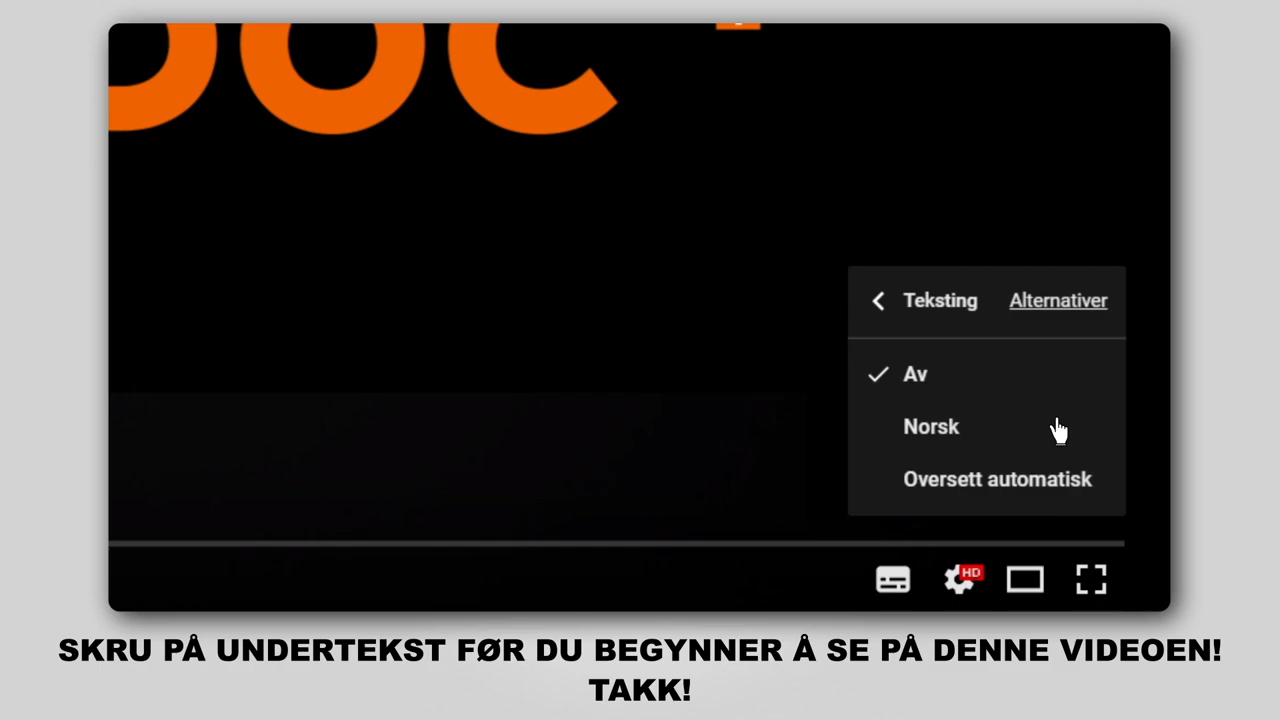 Teksting Alternativer
Av
Norsk
Oversett automatisk
HD
SKRU PÅ UNDERTEKST FØR DU BEGYNNER Å SE PÅ DENNE VIDEOEN!
TAKK!